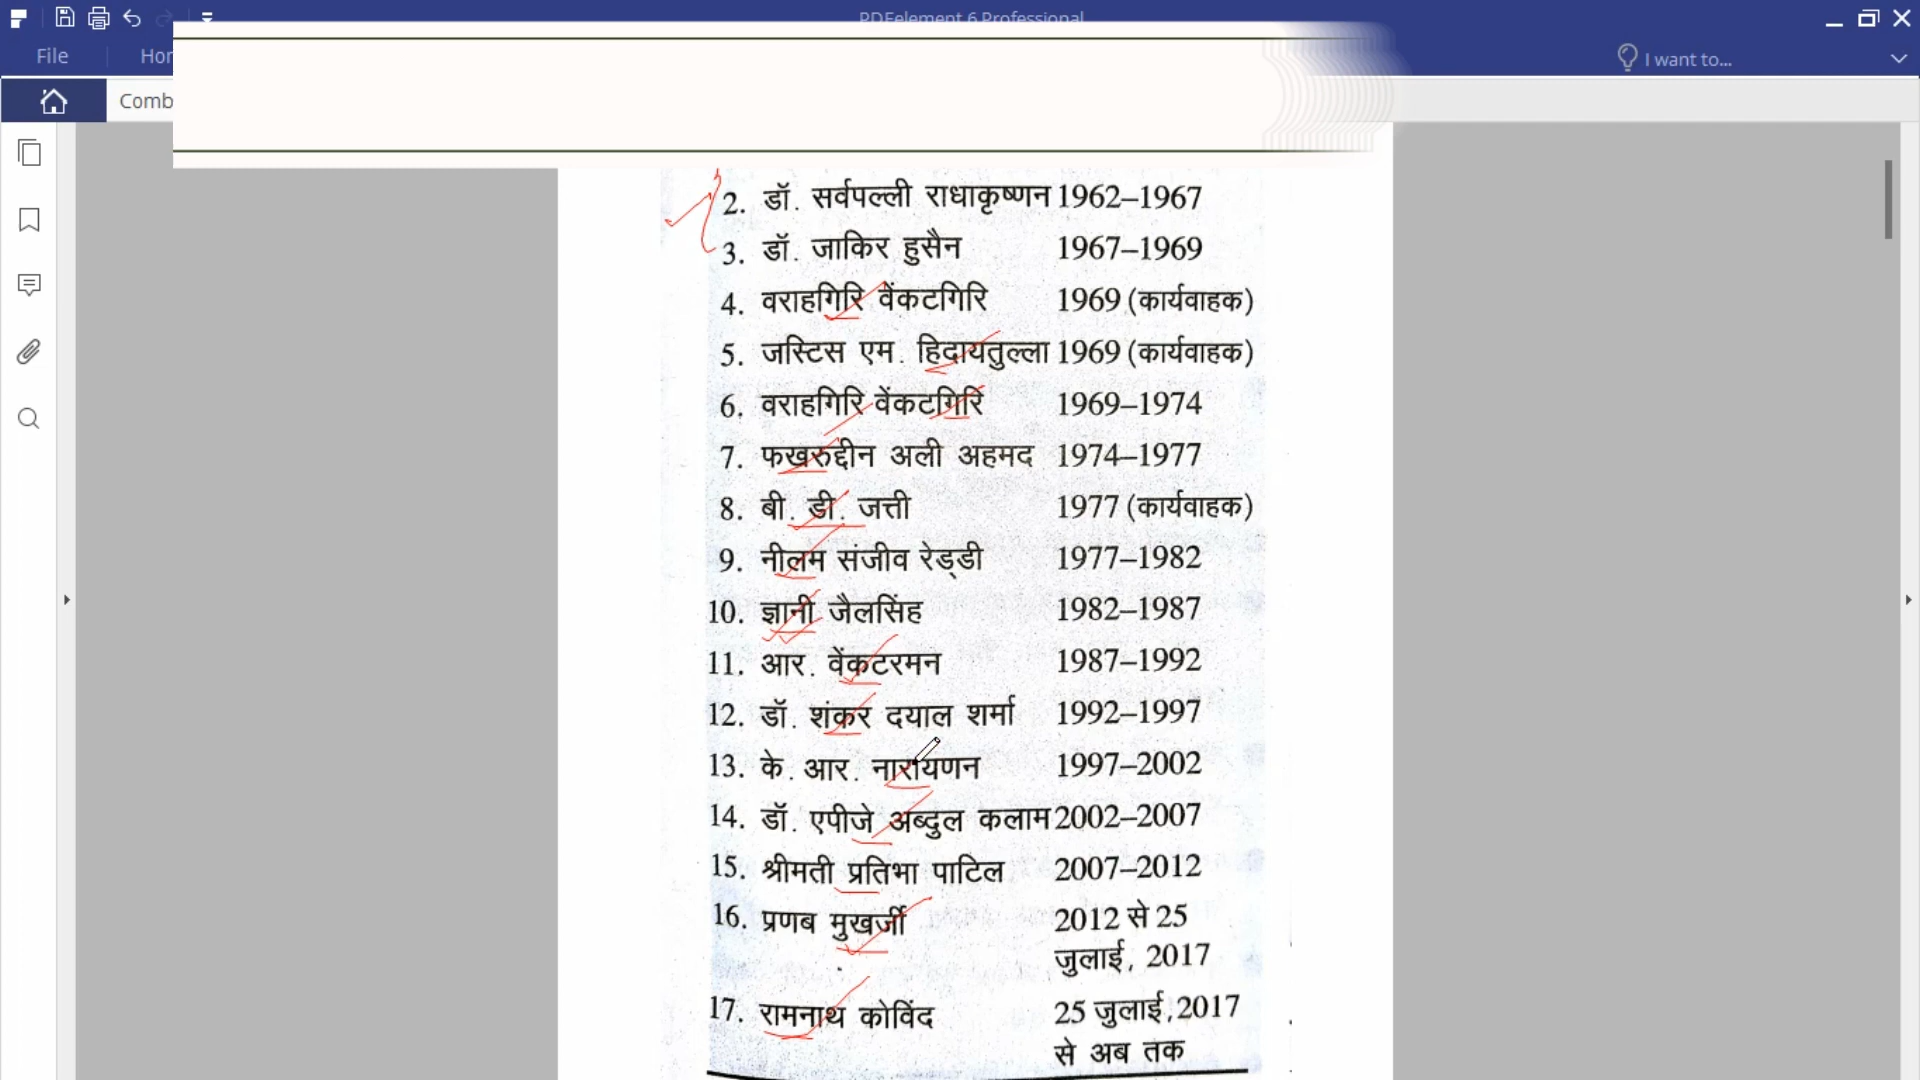 PDFelement 6 Professional
File
I want to...
Comb
2. डॉ. सर्वपल्ली राधाकृष्णन 1962–1967
3. डॉ. जाकिर हुसैन 1967–1969
4. वराहगिरि वेंकटगिरि 1969 (कार्यवाहक)
5. जस्टिस एम. हिदायतुल्ला 1969 (कार्यवाहक)
6. वराहगिरि वेंकटगिरि 1969–1974
7. फखरुद्दीन अली अहमद 1974–1977
8. बी. डी. जत्ती 1977 (कार्यवाहक)
9. नीलम संजीव रेड्डी 1977–1982
10. ज्ञानी जैलसिंह 1982–1987
11. आर. वेंकटरमन 1987–1992
12. डॉ. शंकर दयाल शर्मा 1992–1997
13. के. आर. नारायणन 1997–2002
14. डॉ. एपीजे अब्दुल कलाम 2002–2007
15. श्रीमती प्रतिभा पाटिल 2007–2012
16. प्रणब मुखर्जी 2012 से 25
जुलाई, 2017
17. रामनाथ कोविंद 25 जुलाई,2017
से अब तक